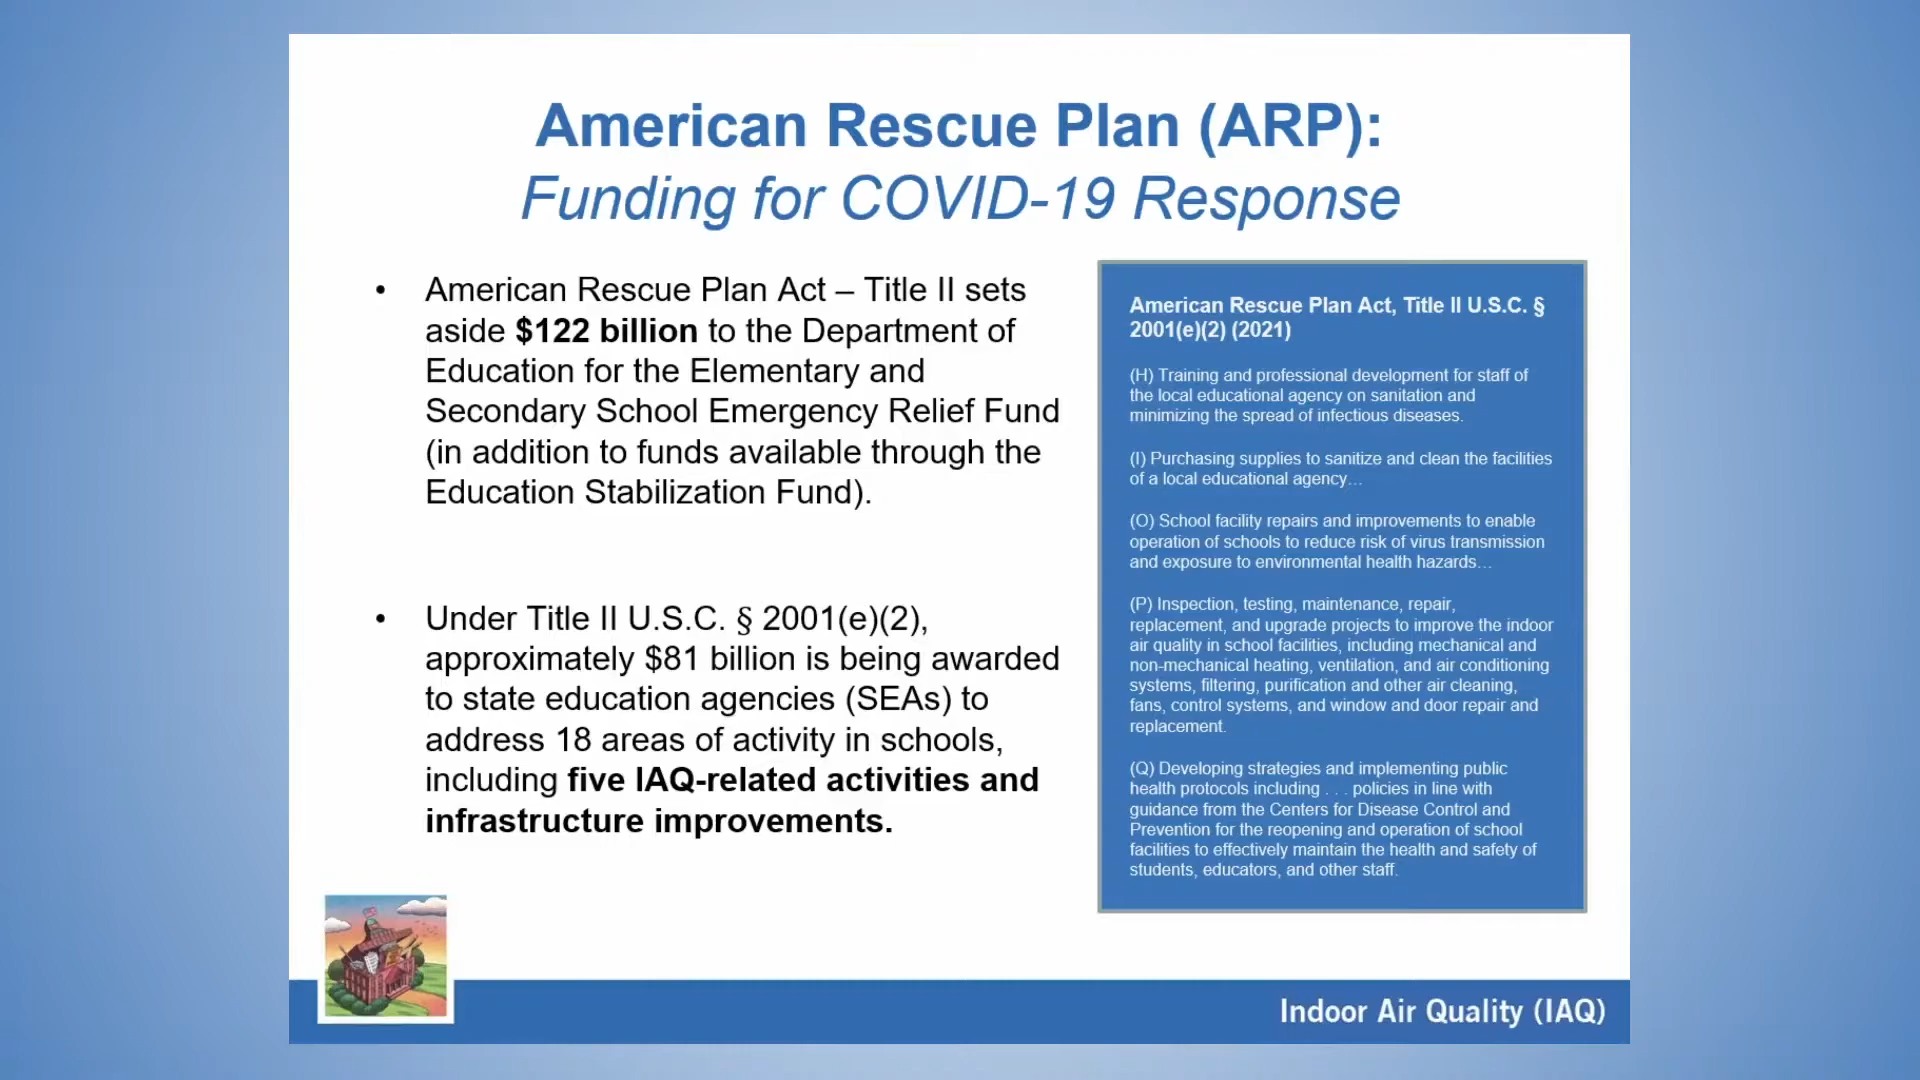 American Rescue Plan (ARP):
Funding for COVID-19 Response
• American Rescue Plan Act – Title II sets
aside $122 billion to the Department of
Education for the Elementary and
Secondary School Emergency Relief Fund
(in addition to funds available through the
Education Stabilization Fund).
• Under Title II U.S.C. § 2001(e)(2),
approximately $81 billion is being awarded
to state education agencies (SEAs) to
address 18 areas of activity in schools,
including five IAQ-related activities and
infrastructure improvements.
American Rescue Plan Act, Title II U.S.C. §
2001(e)(2) (2021)
(H) Training and professional development for staff of
the local educational agency on sanitation and
minimizing the spread of infectious diseases.
(I) Purchasing supplies to sanitize and clean the facilities
of a local educational agency…
(O) School facility repairs and improvements to enable
operation of schools to reduce risk of virus transmission
and exposure to environmental health hazards…
(P) Inspection, testing, maintenance, repair,
replacement, and upgrade projects to improve the indoor
air quality in school facilities, including mechanical and
non-mechanical heating, ventilation, and air conditioning
systems, filtering, purification and other air cleaning,
fans, control systems, and window and door repair and
replacement.
(Q) Developing strategies and implementing public
health protocols including . . . policies in line with
guidance from the Centers for Disease Control and
Prevention for the reopening and operation of school
facilities to effectively maintain the health and safety of
students, educators, and other staff.
Indoor Air Quality (IAQ)